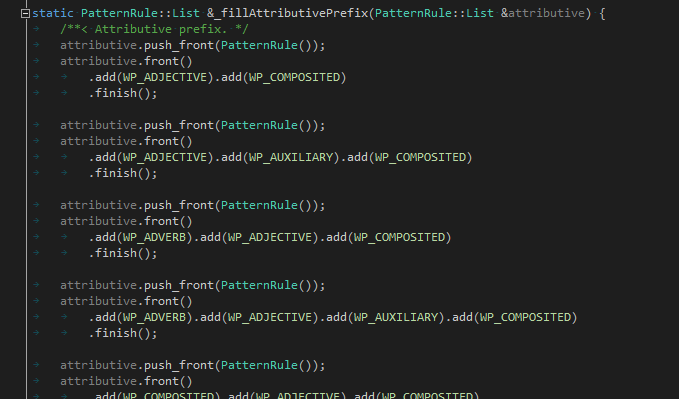 static PatternRule::List &_fillAttributivePrefix(PatternRule::List &attributive) {
/**< Attributive prefix. */
attributive.push_front(PatternRule());
attributive.front()
.add(WP_ADJECTIVE).add(WP_COMPOSITED)
.finish();
attributive.push_front(PatternRule());
attributive.front()
.add(WP_ADJECTIVE).add(WP_AUXILIARY).add(WP_COMPOSITED)
.finish();
attributive.push_front(PatternRule());
attributive.front()
.add(WP_ADVERB).add(WP_ADJECTIVE).add(WP_COMPOSITED)
.finish();
attributive.push_front(PatternRule());
attributive.front()
.add(WP_ADVERB).add(WP_ADJECTIVE).add(WP_AUXILIARY).add(WP_COMPOSITED)
.finish();
attributive.push_front(PatternRule());
attributive.front()
.add(WP_COMPOSITED).add(WP_ADJECTIVE).add(WP_COMPOSITED)